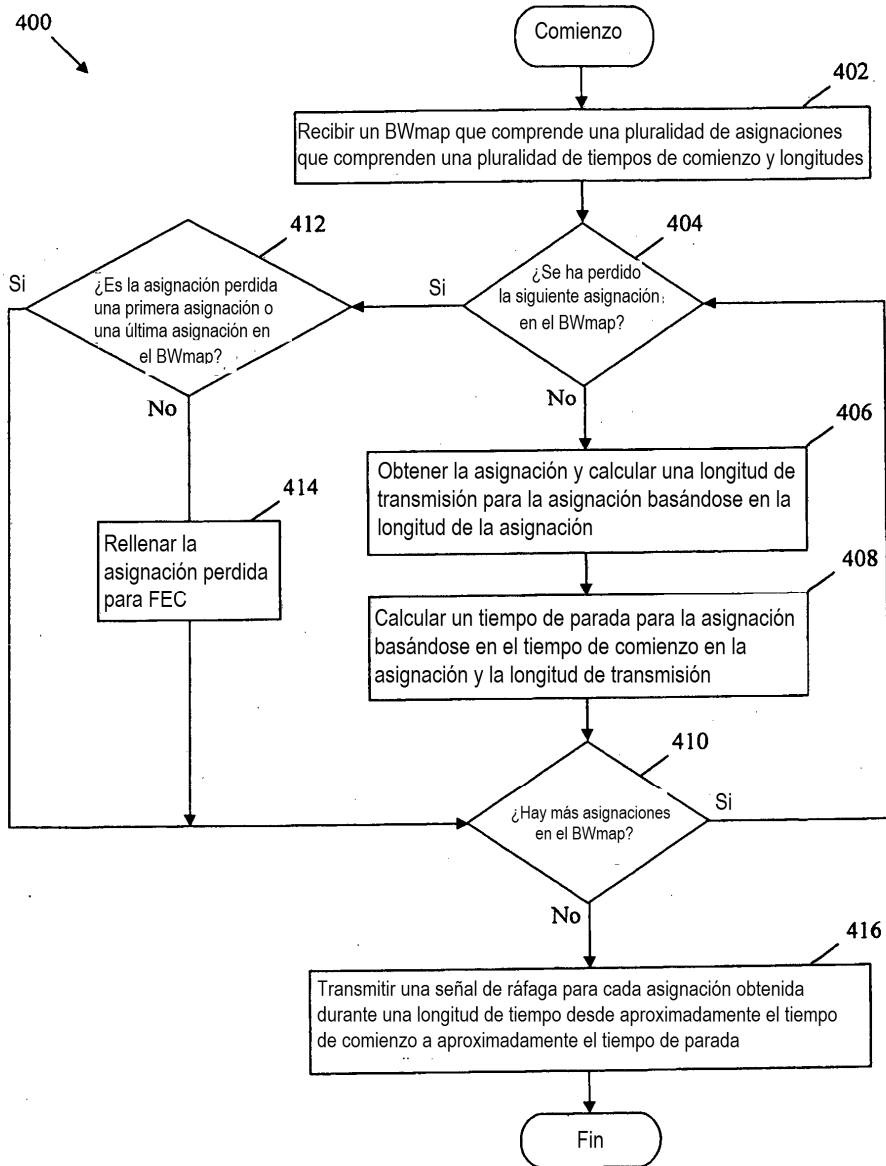 400
Comienzo
402
Recibir un BWmap que comprende una pluralidad de asignaciones
que comprenden una pluralidad de tiempos de comienzo y longitudes
412
404
Si
¿Es la asignación perdida
una primera asignación o
una última asignación en
el BWmap?
Si
¿Se ha perdido
la siguiente asignación
en el BWmap?
No
No
406
Obtener la asignación y calcular una longitud de
transmisión para la asignación basándose en la
longitud de la asignación
414
Rellenar la
asignación perdida
para FEC
408
Calcular un tiempo de parada para la asignación
basándose en el tiempo de comienzo en la
asignación y la longitud de transmisión
410
¿Hay más asignaciones
en el BWmap?
Si
No
416
Transmitir una señal de ráfaga para cada asignación obtenida
durante una longitud de tiempo desde aproximadamente el tiempo
de comienzo a aproximadamente el tiempo de parada
Fin